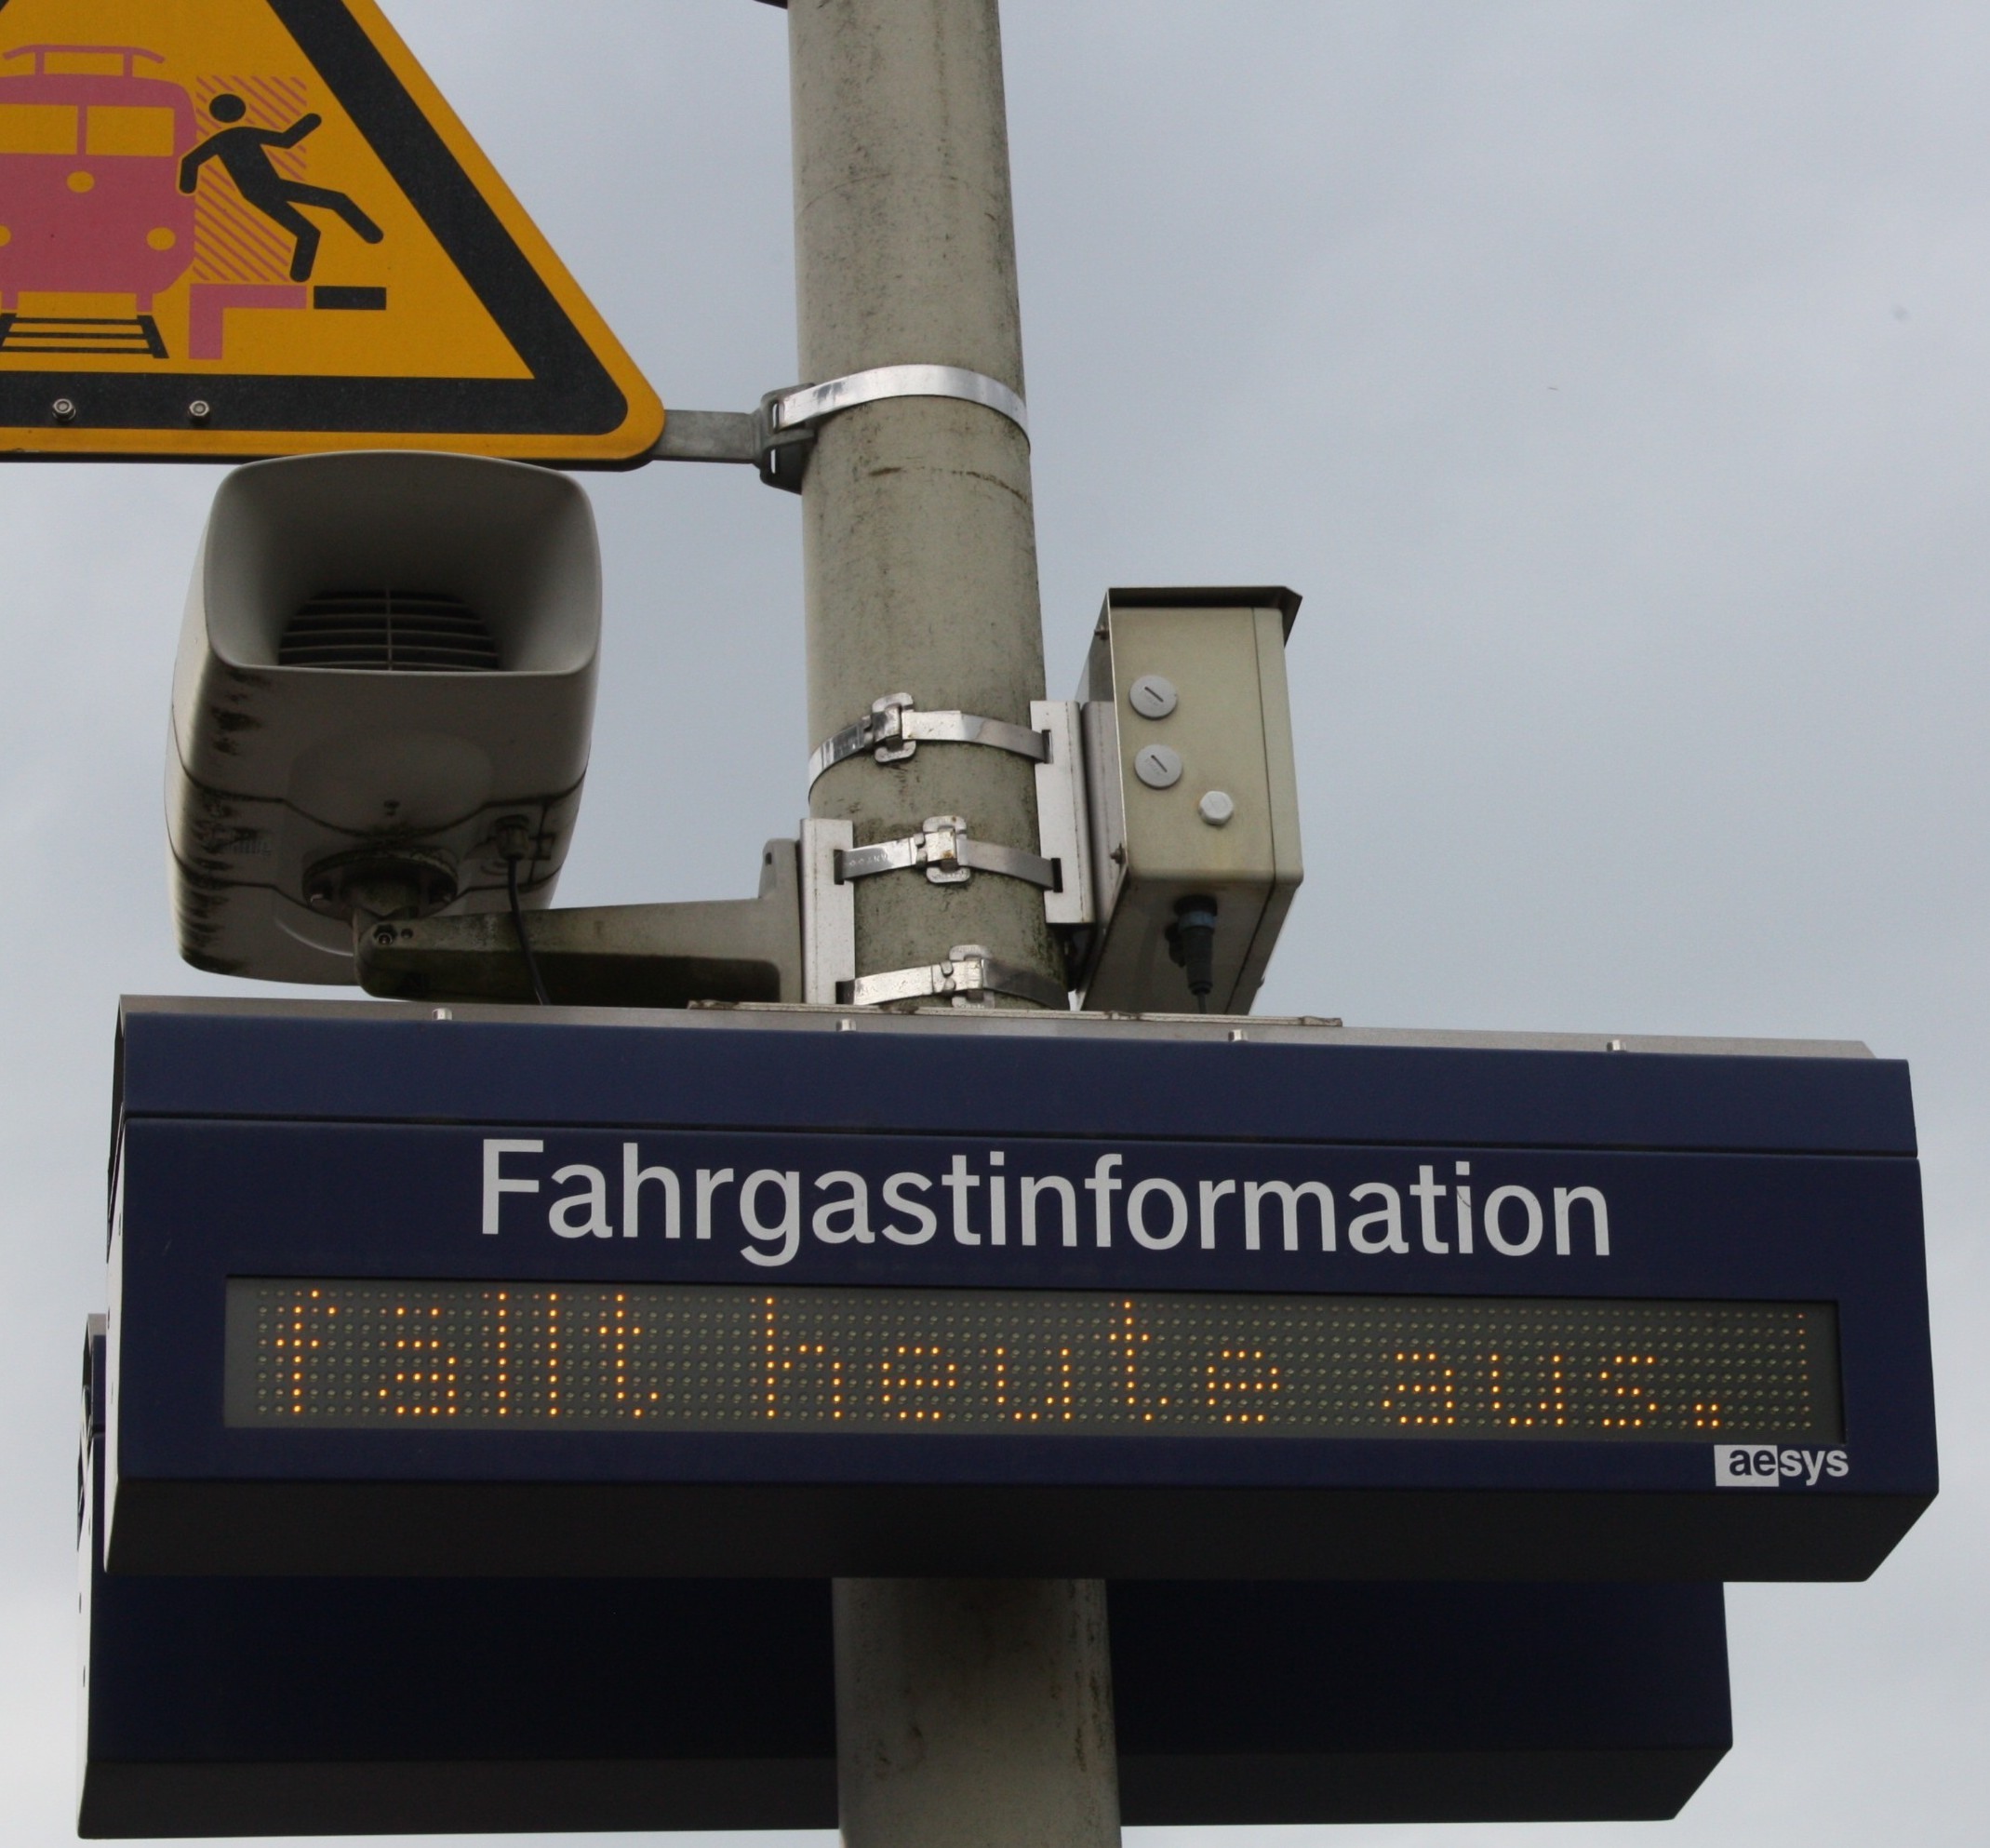 Fahrgastinformation
fällt heute aus.
aesys